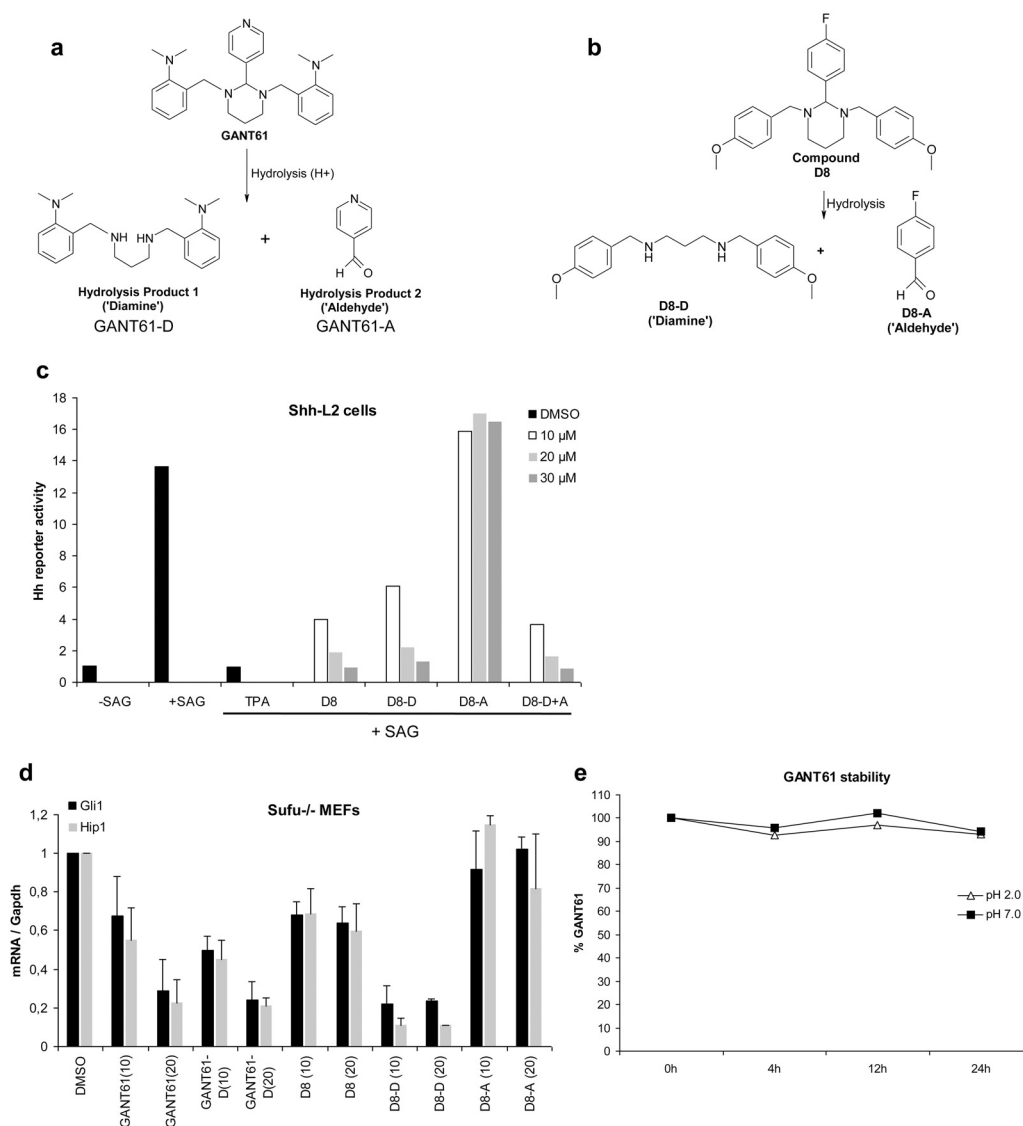 a
N
N
N
N
N
GANT61
Hydrolysis (H+)
N
NH
HN
N
+
N
H
O
Hydrolysis Product 1
('Diamine')
GANT61-D
Hydrolysis Product 2
('Aldehyde')
GANT61-A
b
F
N
N
O
O
Compound
D8
Hydrolysis
O
N
H
N
H
O
+
F
H
O
D8-D
('Diamine')
D8-A
('Aldehyde')
c
Shh-L2 cells
Hh reporter activity
18
16
14
12
10
8
6
4
2
0
DMSO
10 µM
20 µM
30 µM
-SAG
+SAG
TPA
D8
D8-D
D8-A
D8-D+A
+ SAG
d
Sufu-/- MEFs
Gli1
Hip1
mRNA / Gapdh
1,2
1
0,8
0,6
0,4
0,2
0
DMSO
GANT61(10)
GANT61(20)
GANT61-
D(10)
GANT61-
D(20)
D8 (10)
D8 (20)
D8-D (10)
D8-D (20)
D8-A (10)
D8-A (20)
e
GANT61 stability
% GANT61
110
100
90
80
70
60
50
40
30
20
10
0
pH 2.0
pH 7.0
0h
4h
12h
24h